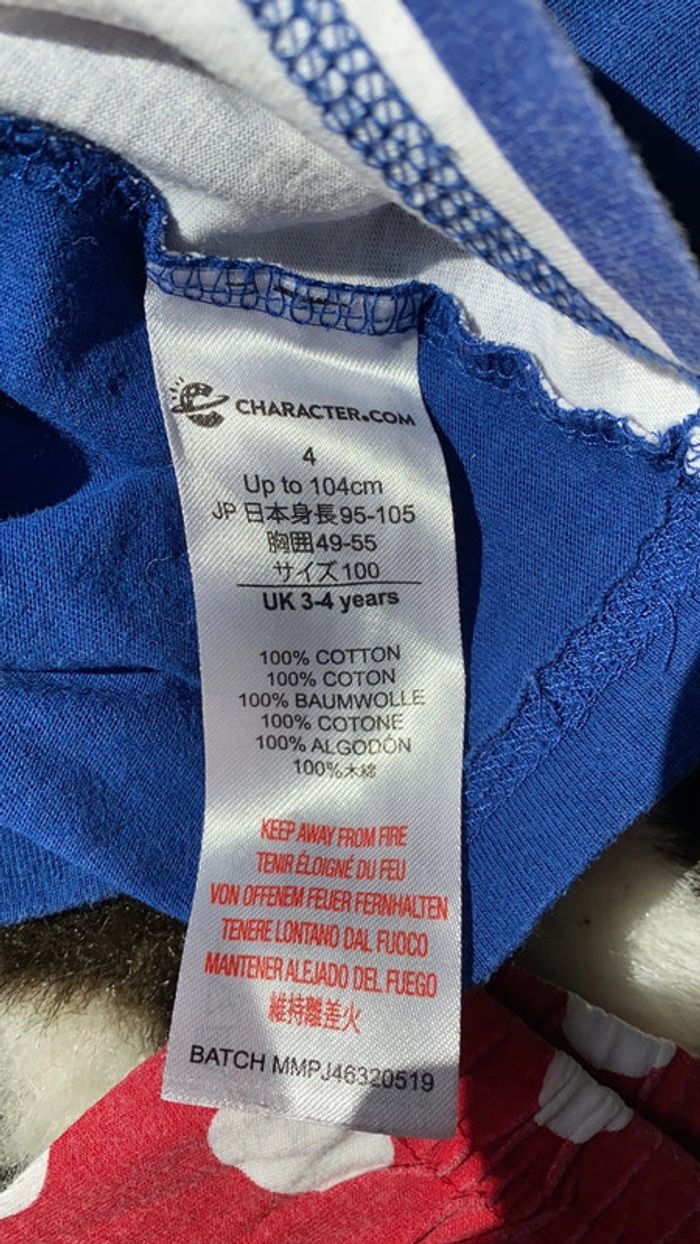 CHARACTER.COM
4
Up to 104cm
JP 日本身長95-105
胸囲49-55
サイズ100
UK 3-4 years
100% COTTON
100% COTON
100% BAUMWOLLE
100% COTONE
100% ALGODÓN
100%木綿
KEEP AWAY FROM FIRE
TENIR ÉLOIGNÉ DU FEU
VON OFFENEM FEUER FERNHALTEN
TENERE LONTANO DAL FUOCO
MANTENER ALEJADO DEL FUEGO
維持離差火
BATCH MMPJ46320519